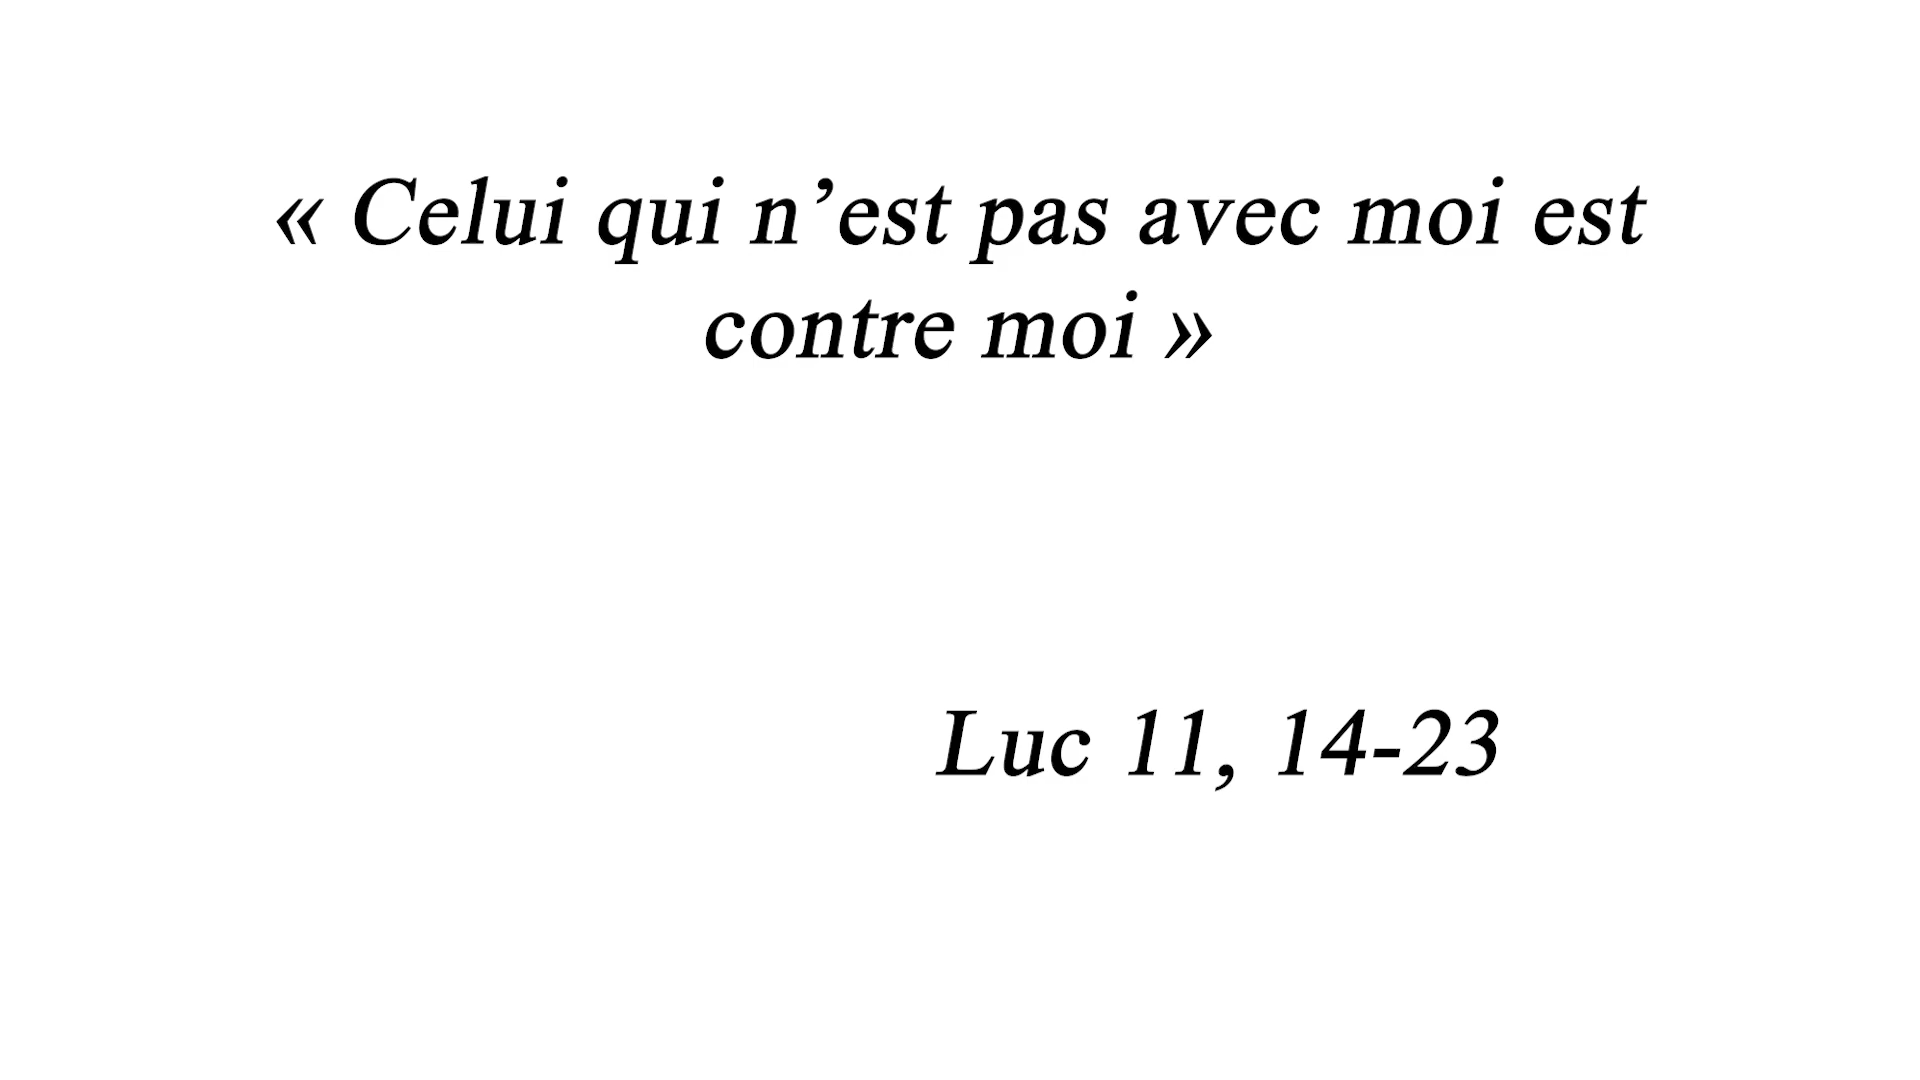 « Celui qui n’est pas avec moi est
contre moi »
Luc 11, 14-23